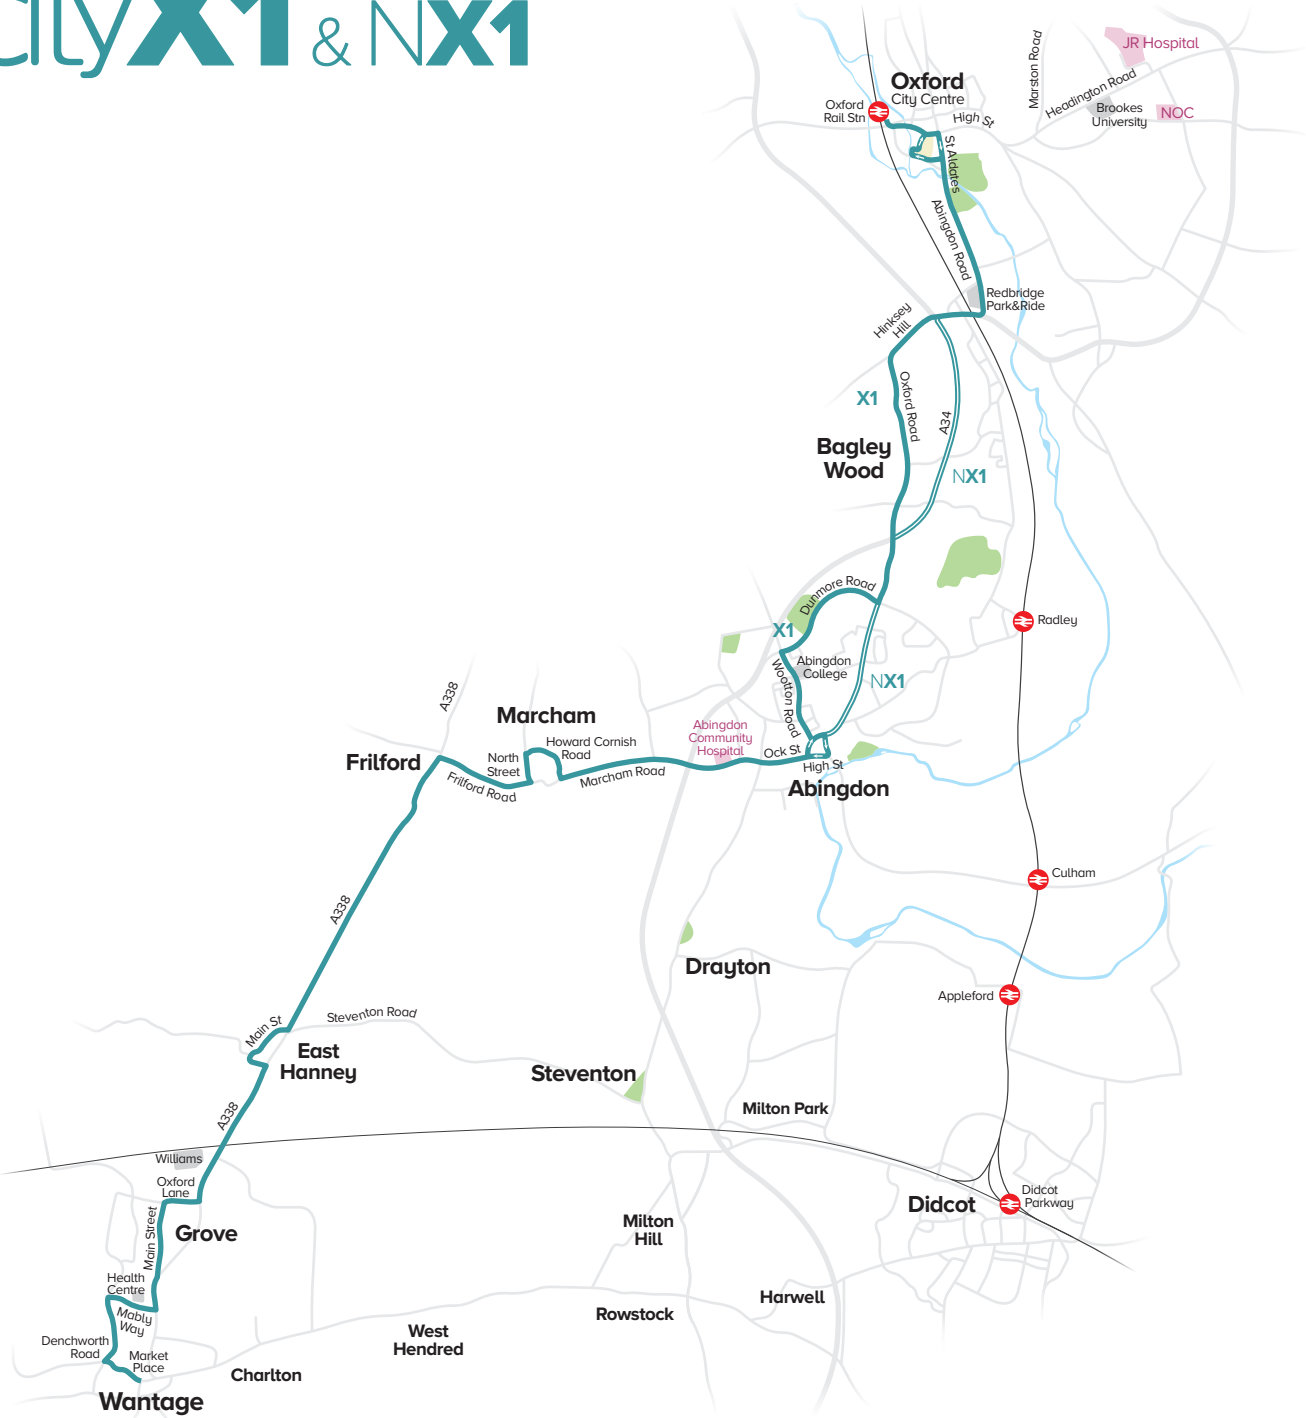 cityX1 & NX1
JR Hospital
Marston Road
Headington Road
Oxford
City Centre
Oxford
Rail Stn
High St
Brookes
University
NOC
St Aldates
Abingdon Road
Redbridge
Park&Ride
Hinksey
Hill
X1
Oxford Road
A34
Bagley
Wood
NX1
Dunmore Road
X1
Radley
Abingdon
College
Wootton Road
NX1
A338
Marcham
Howard Cornish
Road
North
Street
Abingdon
Community
Hospital
Ock St
High St
Frilford
Frilford Road
Marcham Road
Abingdon
Culham
A338
Drayton
Appleford
Steventon Road
Main St
East
Hanney
Steventon
Milton Park
A338
Williams
Oxford
Lane
Didcot
Didcot
Parkway
Main Street
Grove
Milton
Hill
Health
Centre
Mably
Way
Harwell
Rowstock
Denchworth
Road
Market
Place
West
Hendred
Charlton
Wantage